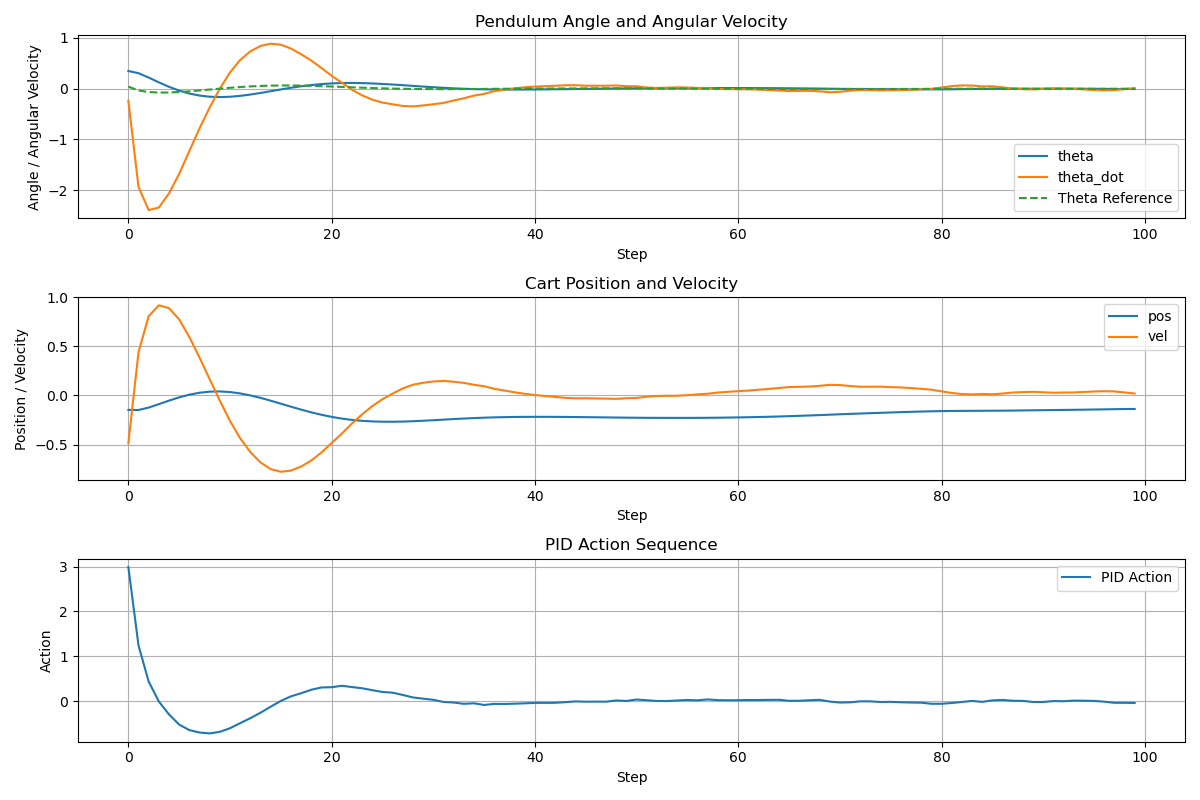 Pendulum Angle and Angular Velocity
Angle / Angular Velocity
1
0
−1
−2
theta
theta_dot
Theta Reference
0 20 40 60 80 100
Step
Cart Position and Velocity
Position / Velocity
1.0
0.5
0.0
−0.5
pos
vel
0 20 40 60 80 100
Step
PID Action Sequence
Action
3
2
1
0
PID Action
0 20 40 60 80 100
Step